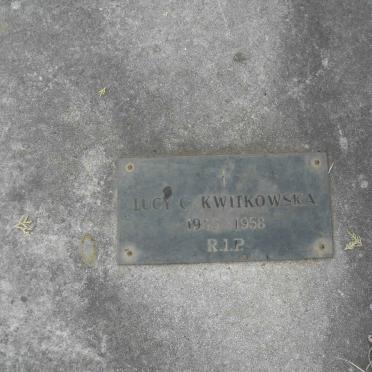 LUCY C KWITKOWSKA
1958
R.I.P.